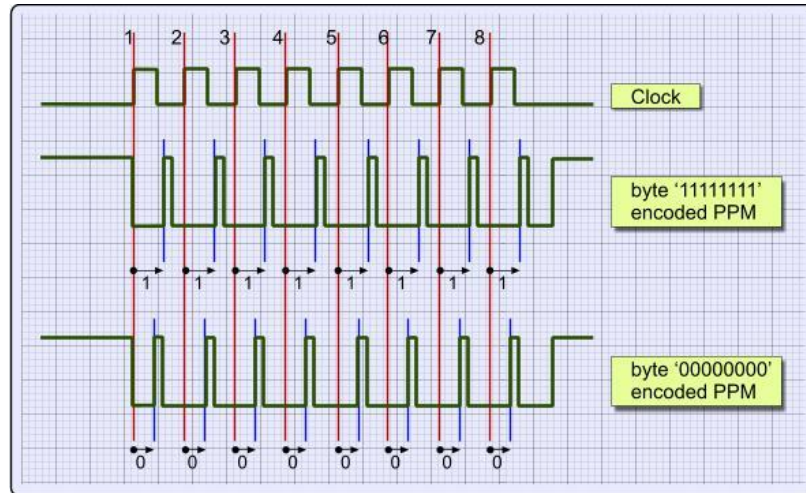 1 2 3 4 5 6 7 8
Clock
byte ‘11111111’
encoded PPM
1 1 1 1 1 1 1 1
byte ‘00000000’
encoded PPM
0 0 0 0 0 0 0 0